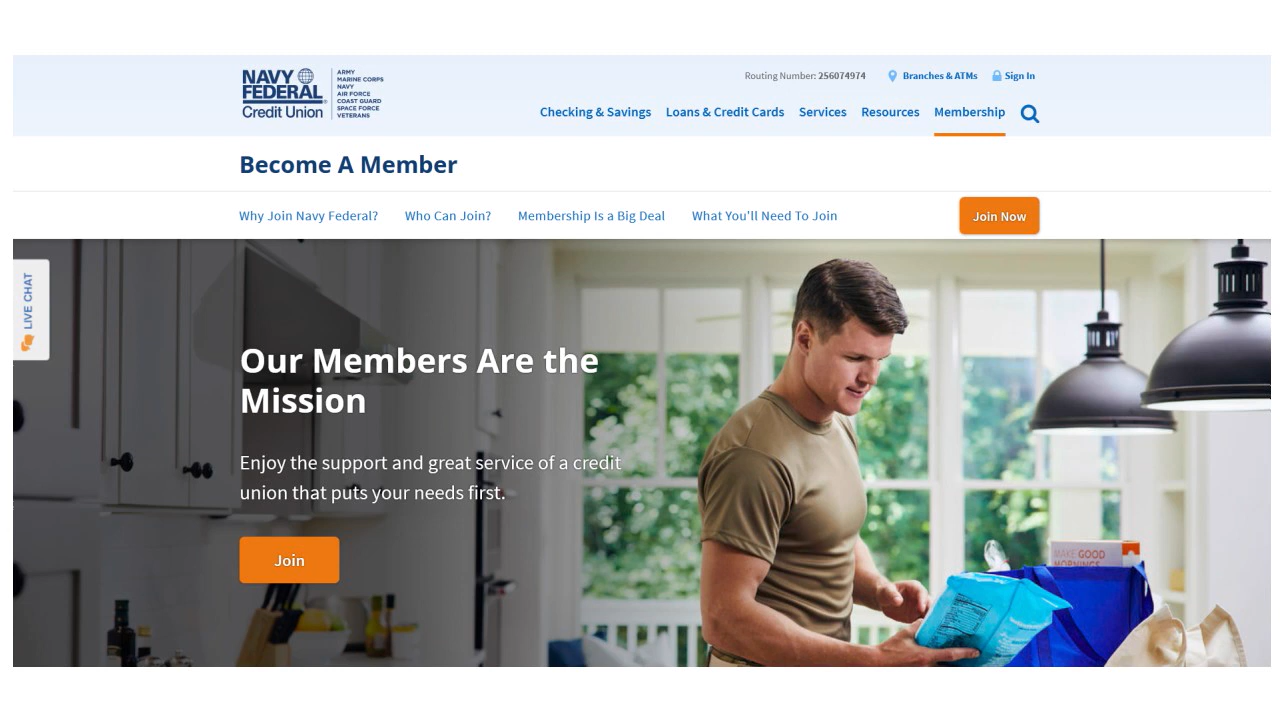 NAVY
FEDERAL
Credit Union
ARMY
MARINE CORPS
NAVY
AIR FORCE
COAST GUARD
SPACE FORCE
VETERANS
Routing Number: 256074974
Branches & ATMs
Sign In
Checking & Savings
Loans & Credit Cards
Services
Resources
Membership
Become A Member
Why Join Navy Federal?
Who Can Join?
Membership Is a Big Deal
What You'll Need To Join
Join Now
LIVE CHAT
Our Members Are the
Mission
Enjoy the support and great service of a credit
union that puts your needs first.
Join
MAKE GOOD
MORNINGS